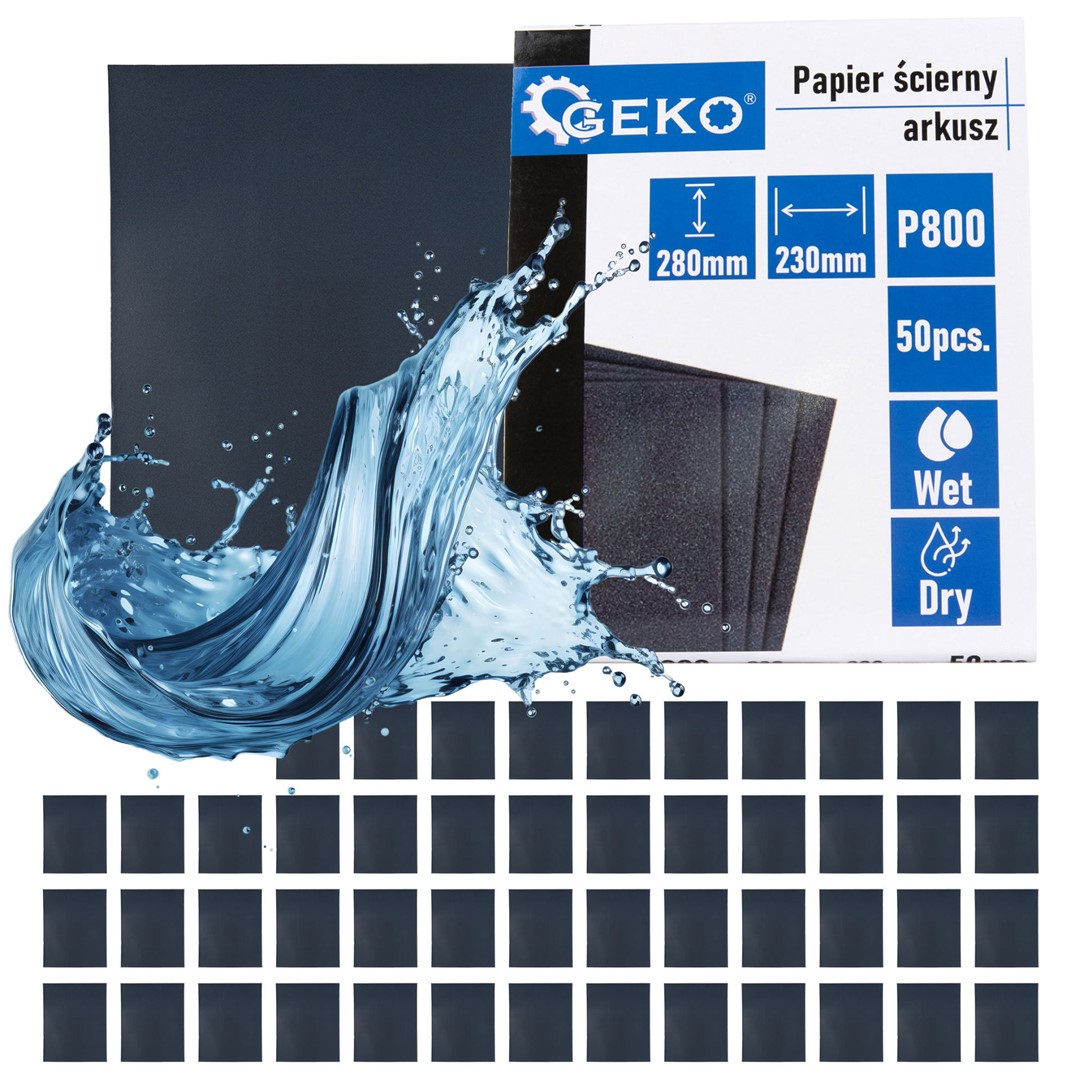 GEKO®
Papier ścierny
arkusz
280mm
230mm
P800
50pcs.
Wet
Dry